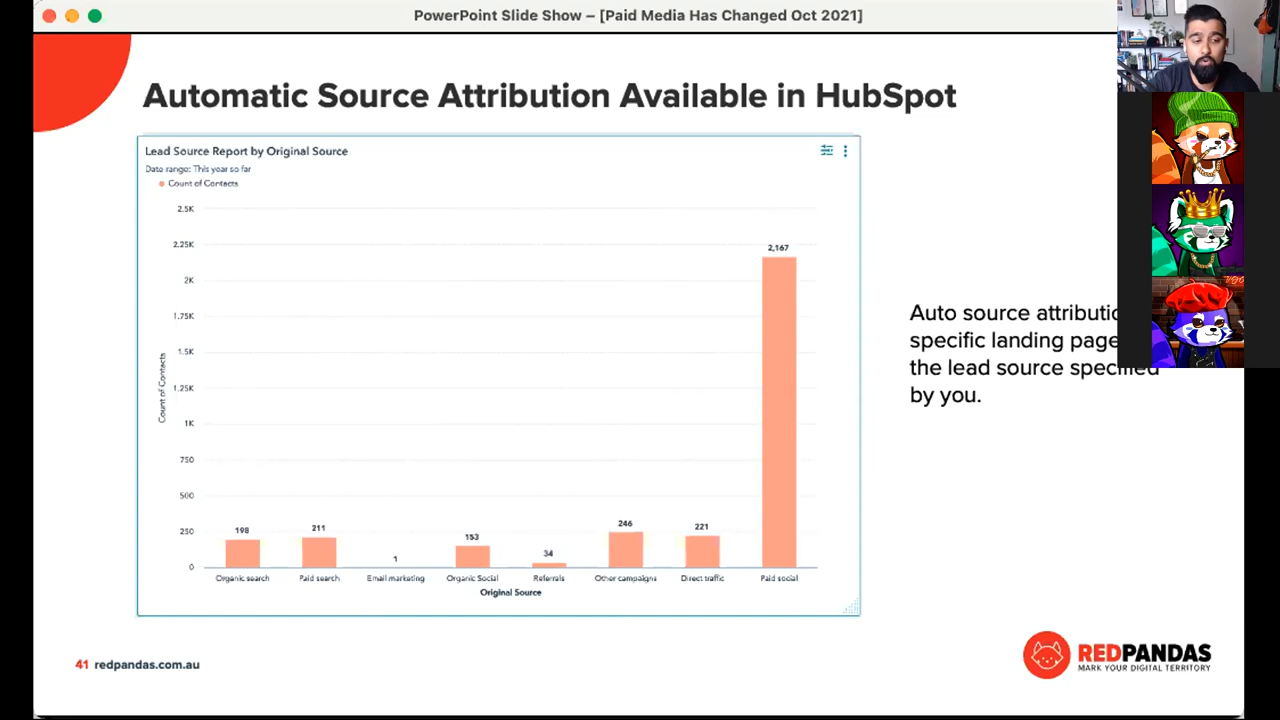 PowerPoint Slide Show – [Paid Media Has Changed Oct 2021]
Automatic Source Attribution Available in HubSpot
Lead Source Report by Original Source
Date range: This year so far
Count of Contacts
2.5K
2.25K
2K
1.75K
1.5K
1.25K
1K
750
500
250
0
Count of Contacts
198
211
1
153
34
246
221
2,167
Organic search
Paid search
Email marketing
Organic Social
Referrals
Other campaigns
Direct traffic
Paid social
Original Source
Auto source attributio
specific landing page
the lead source specified
by you.
41 redpandas.com.au
REDPANDAS
MARK YOUR DIGITAL TERRITORY